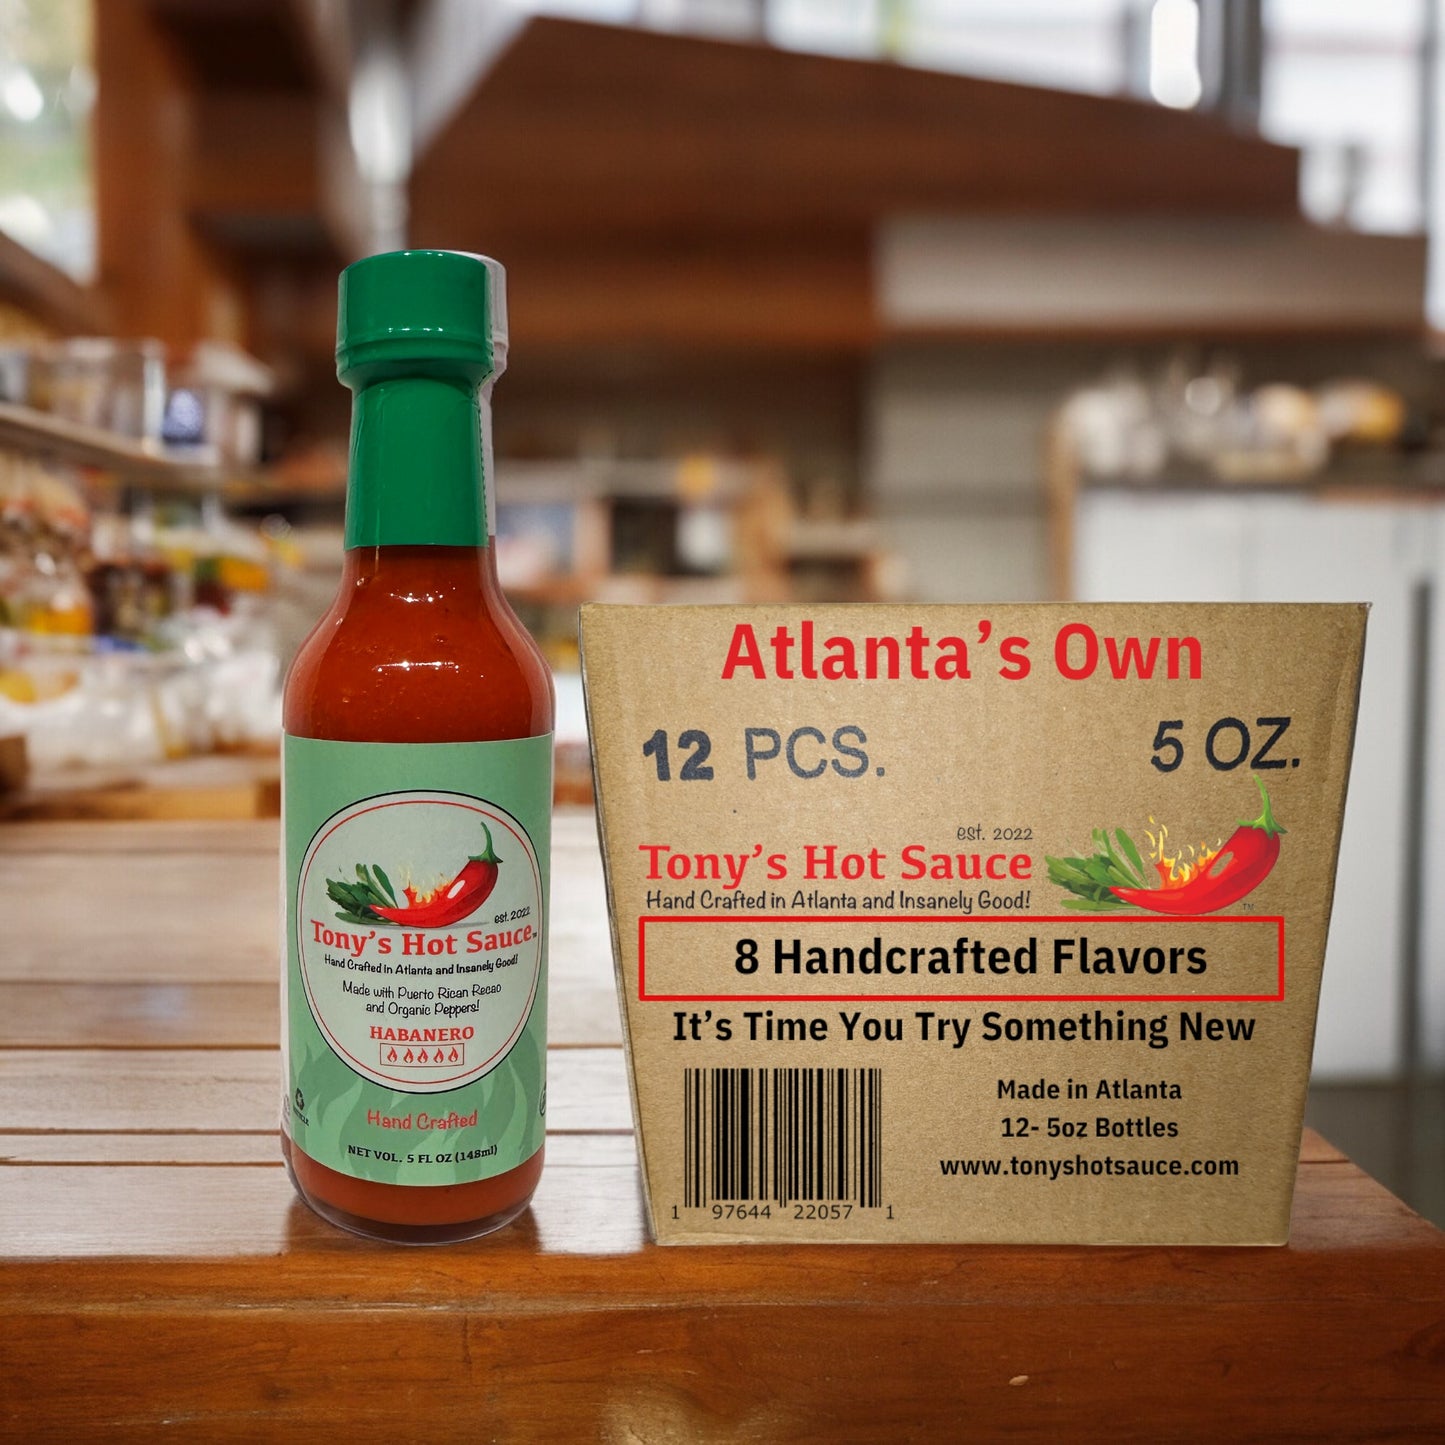 est. 2022
Tony's Hot Sauce™
Hand Crafted in Atlanta and Insanely Good!
Made with Puerto Rican Recao
and Organic Peppers!
HABANERO
Hand Crafted
NET VOL. 5 FL OZ (148ml)
Atlanta's Own
12 PCS. 5 OZ.
est. 2022
Tony's Hot Sauce
Hand Crafted in Atlanta and Insanely Good!
TM
8 Handcrafted Flavors
It's Time You Try Something New
Made in Atlanta
12- 5oz Bottles
www.tonyshotsauce.com
1 97644 22057 1